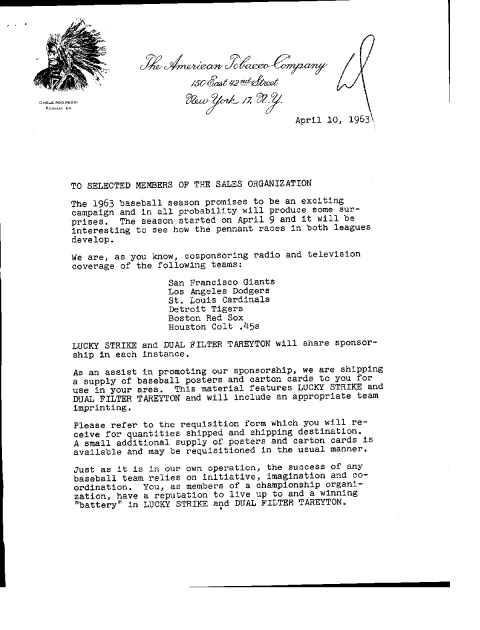 The American Tobacco Company
150 East 42nd Street
New York 17, N.Y.
CABLE ADDRESS:
April 10, 1963
TO SELECTED MEMBERS OF THE SALES ORGANIZATION
The 1963 baseball season promises to be an exciting
campaign and in all probability will produce some sur-
prises. The season started on April 9 and it will be
interesting to see how the pennant races in both leagues
develop.
We are, as you know, cosponsoring radio and television
coverage of the following teams:
San Francisco Giants
Los Angeles Dodgers
St. Louis Cardinals
Detroit Tigers
Boston Red Sox
Houston Colt .45s
LUCKY STRIKE and DUAL FILTER TAREYTON will share sponsor-
ship in each instance.
As an assist in promoting our sponsorship, we are shipping
a supply of baseball posters and carton cards to you for
use in your area. This material features LUCKY STRIKE and
DUAL FILTER TAREYTON and will include an appropriate team
imprinting.
Please refer to the requisition form which you will re-
ceive for quantities shipped and shipping destination.
A small additional supply of posters and carton cards is
available and may be requisitioned in the usual manner.
Just as it is in our own operation, the success of any
baseball team relies on initiative, imagination and co-
ordination. You, as members of a championship organi-
zation, have a reputation to live up to and a winning
"battery" in LUCKY STRIKE and DUAL FILTER TAREYTON.